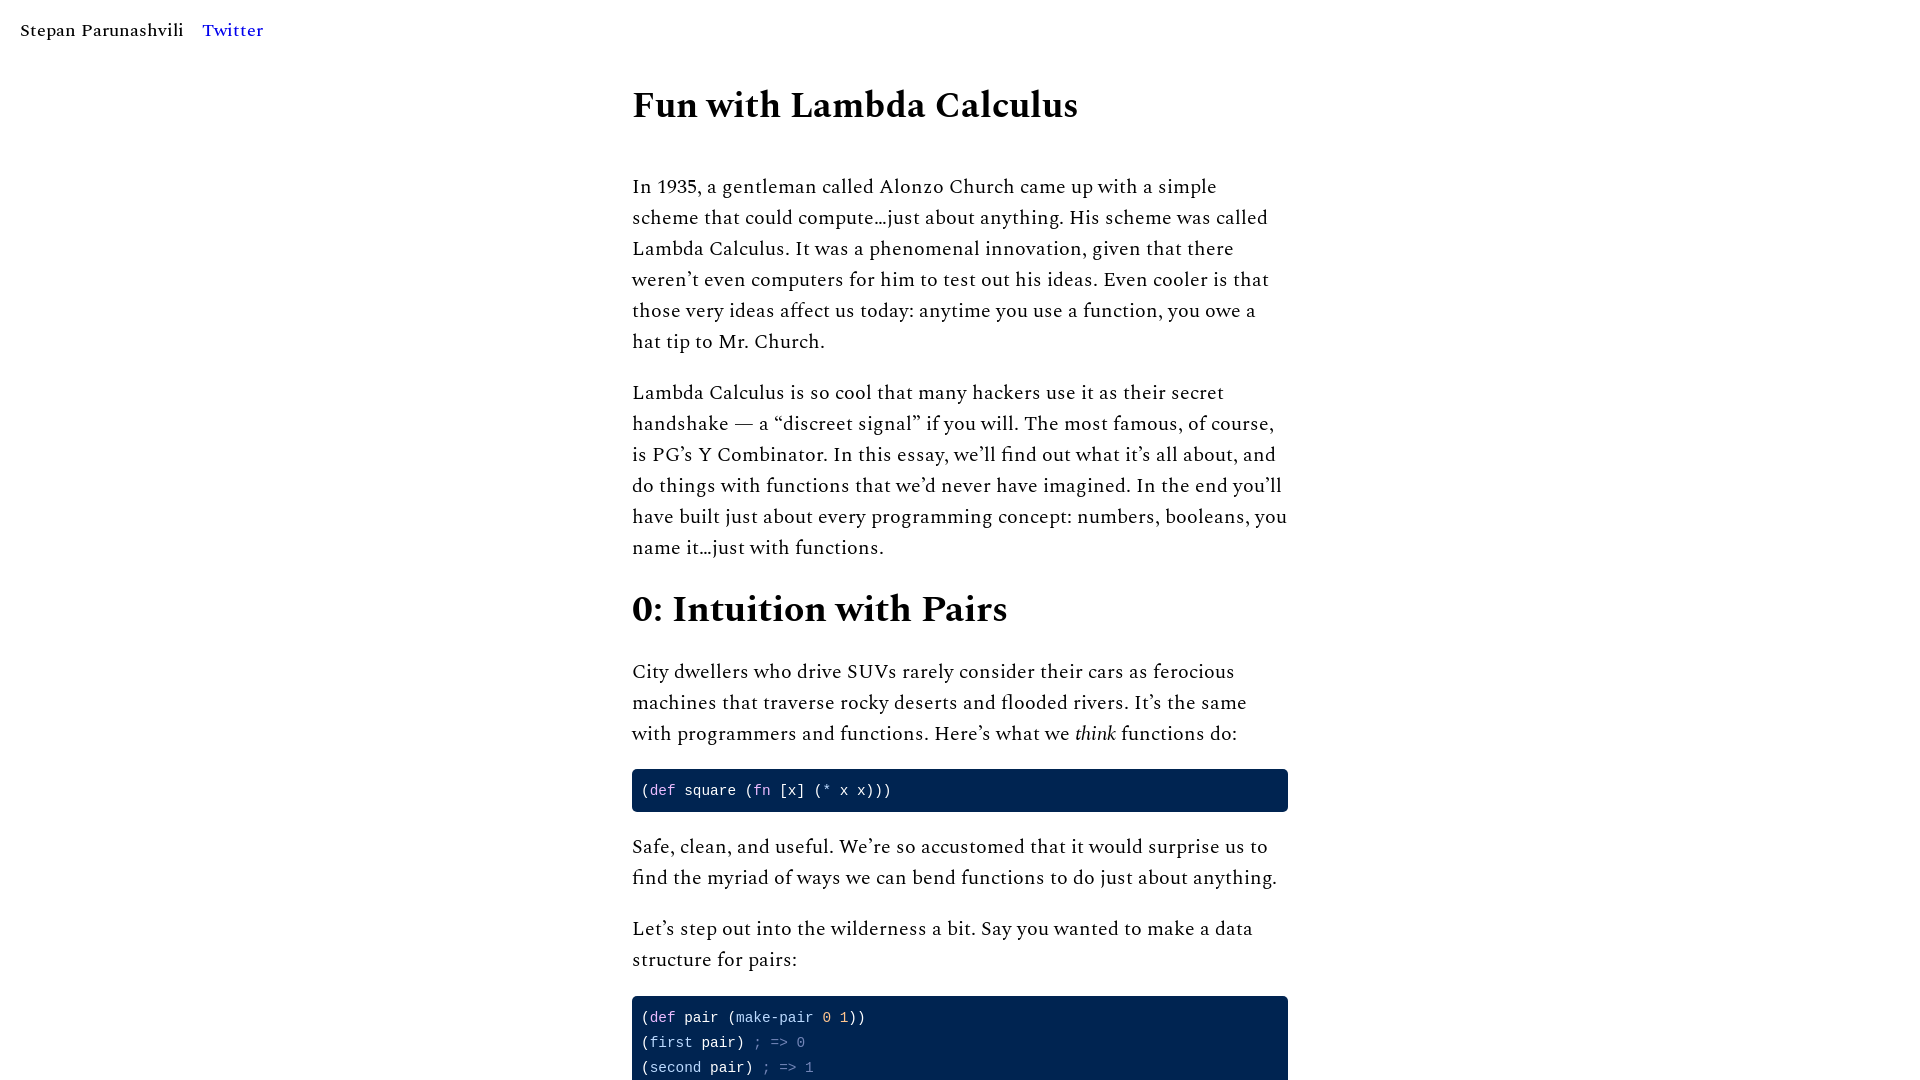 Stepan Parunashvili Twitter
Fun with Lambda Calculus
In 1935, a gentleman called Alonzo Church came up with a simple
scheme that could compute…just about anything. His scheme was called
Lambda Calculus. It was a phenomenal innovation, given that there
weren’t even computers for him to test out his ideas. Even cooler is that
those very ideas affect us today: anytime you use a function, you owe a
hat tip to Mr. Church.
Lambda Calculus is so cool that many hackers use it as their secret
handshake — a “discreet signal” if you will. The most famous, of course,
is PG’s Y Combinator. In this essay, we’ll find out what it’s all about, and
do things with functions that we’d never have imagined. In the end you’ll
have built just about every programming concept: numbers, booleans, you
name it…just with functions.
0: Intuition with Pairs
City dwellers who drive SUVs rarely consider their cars as ferocious
machines that traverse rocky deserts and flooded rivers. It’s the same
with programmers and functions. Here’s what we think functions do:
(def square (fn [x] (* x x)))
Safe, clean, and useful. We’re so accustomed that it would surprise us to
find the myriad of ways we can bend functions to do just about anything.
Let’s step out into the wilderness a bit. Say you wanted to make a data
structure for pairs:
(def pair (make-pair 0 1))
(first pair) ; => 0
(second pair) ; => 1